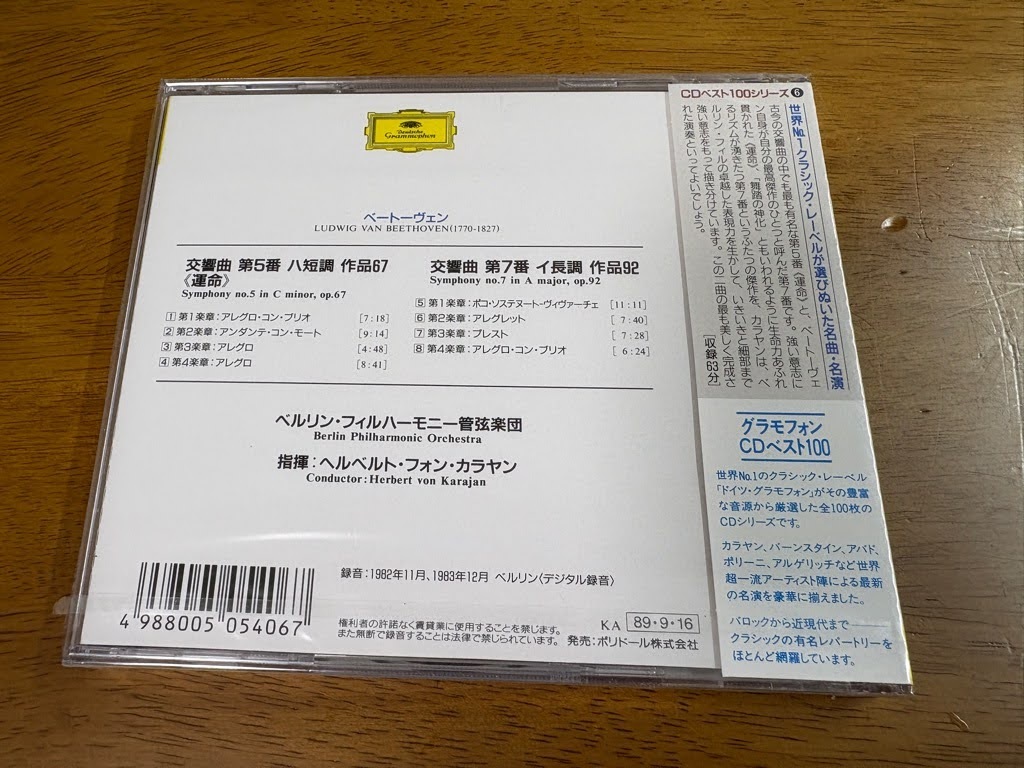 Deutsche
Grammophon
ベートーヴェン
LUDWIG VAN BEETHOVEN(1770-1827)
交響曲 第5番 ハ短調 作品67
《運命》
Symphony no.5 in C minor, op.67
1 第1楽章:アレグロ・コン・ブリオ [7:18]
2 第2楽章:アンダンテ・コン・モート [9:14]
3 第3楽章:アレグロ [4:48]
4 第4楽章:アレグロ [8:41]
交響曲 第7番 イ長調 作品92
Symphony no.7 in A major, op.92
5 第1楽章:ポコ・ソステヌート-ヴィヴァーチェ [11:11]
6 第2楽章:アレグレット [7:40]
7 第3楽章:プレスト [7:28]
8 第4楽章:アレグロ・コン・ブリオ [6:24]
ベルリン・フィルハーモニー管弦楽団
Berlin Philharmonic Orchestra
指揮:ヘルベルト・フォン・カラヤン
Conductor:Herbert von Karajan
録音:1982年11月、1983年12月 ベルリン〈デジタル録音〉
4 988005 054067
権利者の許諾なく賃貸業に使用することを禁じます。
また無断で録音することは法律で禁じられています。
KA 89・9・16
発売:ポリドール株式会社
CDベスト100シリーズ❻
世界No.1クラシック・レーベルが選びぬいた名曲・名演
古今の交響曲の中でも最も有名な第5番《運命》と、ベートーヴェ
ン自身が自分の最高傑作のひとつと呼んだ第7番です。強い意志に
貫かれた《運命》、「舞踏の神化」ともいわれるように生命力あふれ
るリズムが湧きたつ第7番というふたつの傑作を、カラヤンは、ベ
ルリン・フィルの卓越した表現力を生かして、いきいきと細部まで
強い意志をもって描き分けています。この二曲の最も美しく完成さ
れた演奏といってよいでしょう。
[収録63分]
グラモフォン
CDベスト100
世界No.1のクラシック・レーベル
「ドイツ・グラモフォン」がその豊富
な音源から厳選した全100枚の
CDシリーズです。
カラヤン、バーンスタイン、アバド、
ポリーニ、アルゲリッチなど世界
超一流アーティスト陣による最新
の名演を豪華に揃えました。
バロックから近現代まで———
クラシックの有名レパートリーを
ほとんど網羅しています。